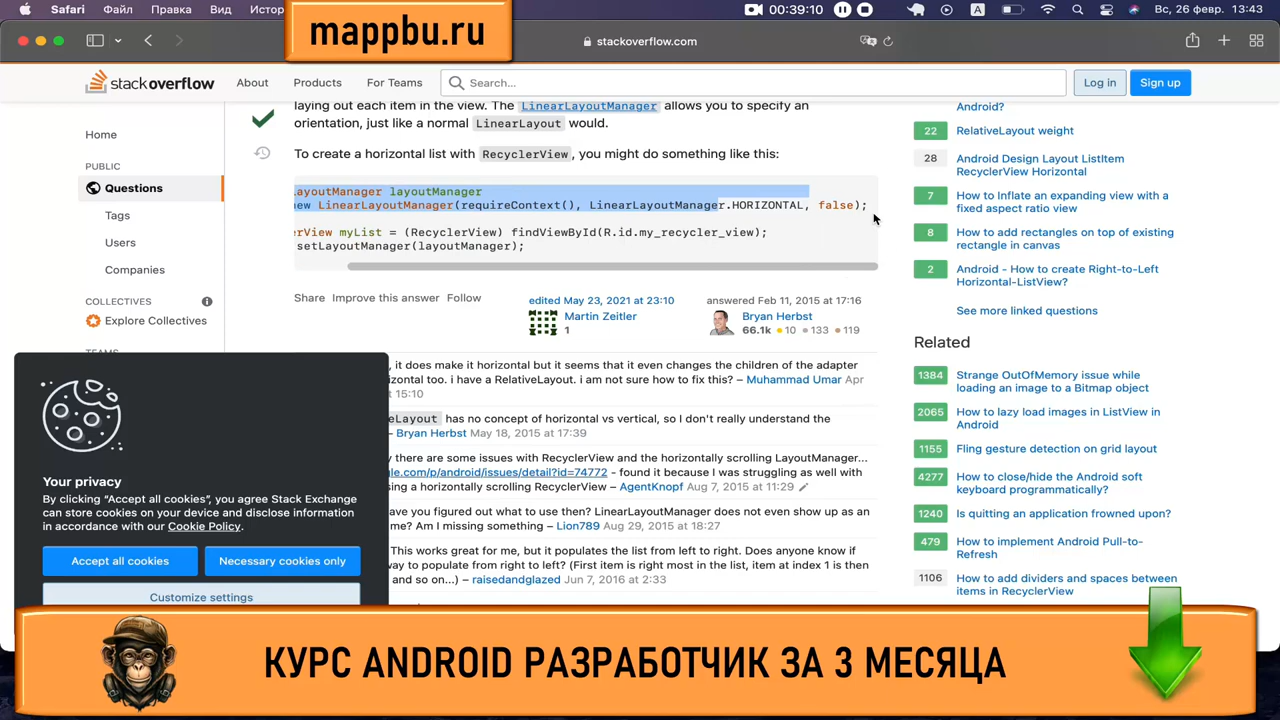 Safari Файл Правка
mappbu.ru
00:39:10
A
Вс, 26 февр. 13:43
stackoverflow.com
stackoverflow
About
Products
For Teams
Search...
Log in
Sign up
Home
PUBLIC
Questions
Tags
Users
Companies
COLLECTIVES
Explore Collectives
TEAMS
laying out each item in the view. The LinearLayoutManager allows you to specify an
orientation, just like a normal LinearLayout would.
To create a horizontal list with RecyclerView, you might do something like this:
LayoutManager layoutManager
new LinearLayoutManager(requireContext(), LinearLayoutManager.HORIZONTAL, false);
erView myList = (RecyclerView) findViewById(R.id.my_recycler_view);
setLayoutManager(layoutManager);
Share Improve this answer Follow
edited May 23, 2021 at 23:10
Martin Zeitler
1
answered Feb 11, 2015 at 17:16
Bryan Herbst
66.1k 10 133 119
, it does make it horizontal but it seems that it even changes the children of the adapter
izontal too. i have a RelativeLayout. i am not sure how to fix this? – Muhammad Umar Apr
15:10
eLayout has no concept of horizontal vs vertical, so I don't really understand the
– Bryan Herbst May 18, 2015 at 17:39
y there are some issues with RecyclerView and the horizontally scrolling LayoutManager...
gle.com/p/android/issues/detail?id=74772 - found it because I was struggling as well with
ing a horizontally scrolling RecyclerView – AgentKnopf Aug 7, 2015 at 11:29
ave you figured out what to use then? LinearLayoutManager does not even show up as an
me? Am I missing something – Lion789 Aug 29, 2015 at 18:27
This works great for me, but it populates the list from left to right. Does anyone know if
way to populate from right to left? (First item is right most in the list, item at index 1 is then
and so on...) – raisedandglazed Jun 7, 2016 at 2:33
Android?
22 RelativeLayout weight
28 Android Design Layout ListItem
RecyclerView Horizontal
7 How to Inflate an expanding view with a
fixed aspect ratio view
8 How to add rectangles on top of existing
rectangle in canvas
2 Android - How to create Right-to-Left
Horizontal-ListView?
See more linked questions
Related
1384 Strange OutOfMemory issue while
loading an image to a Bitmap object
2065 How to lazy load images in ListView in
Android
1155 Fling gesture detection on grid layout
4277 How to close/hide the Android soft
keyboard programmatically?
1240 Is quitting an application frowned upon?
479 How to implement Android Pull-to-
Refresh
1106 How to add dividers and spaces between
items in RecyclerView
Your privacy
By clicking “Accept all cookies”, you agree Stack Exchange
can store cookies on your device and disclose information
in accordance with our Cookie Policy.
Accept all cookies
Necessary cookies only
Customize settings
КУРС ANDROID РАЗРАБОТЧИК ЗА 3 МЕСЯЦА